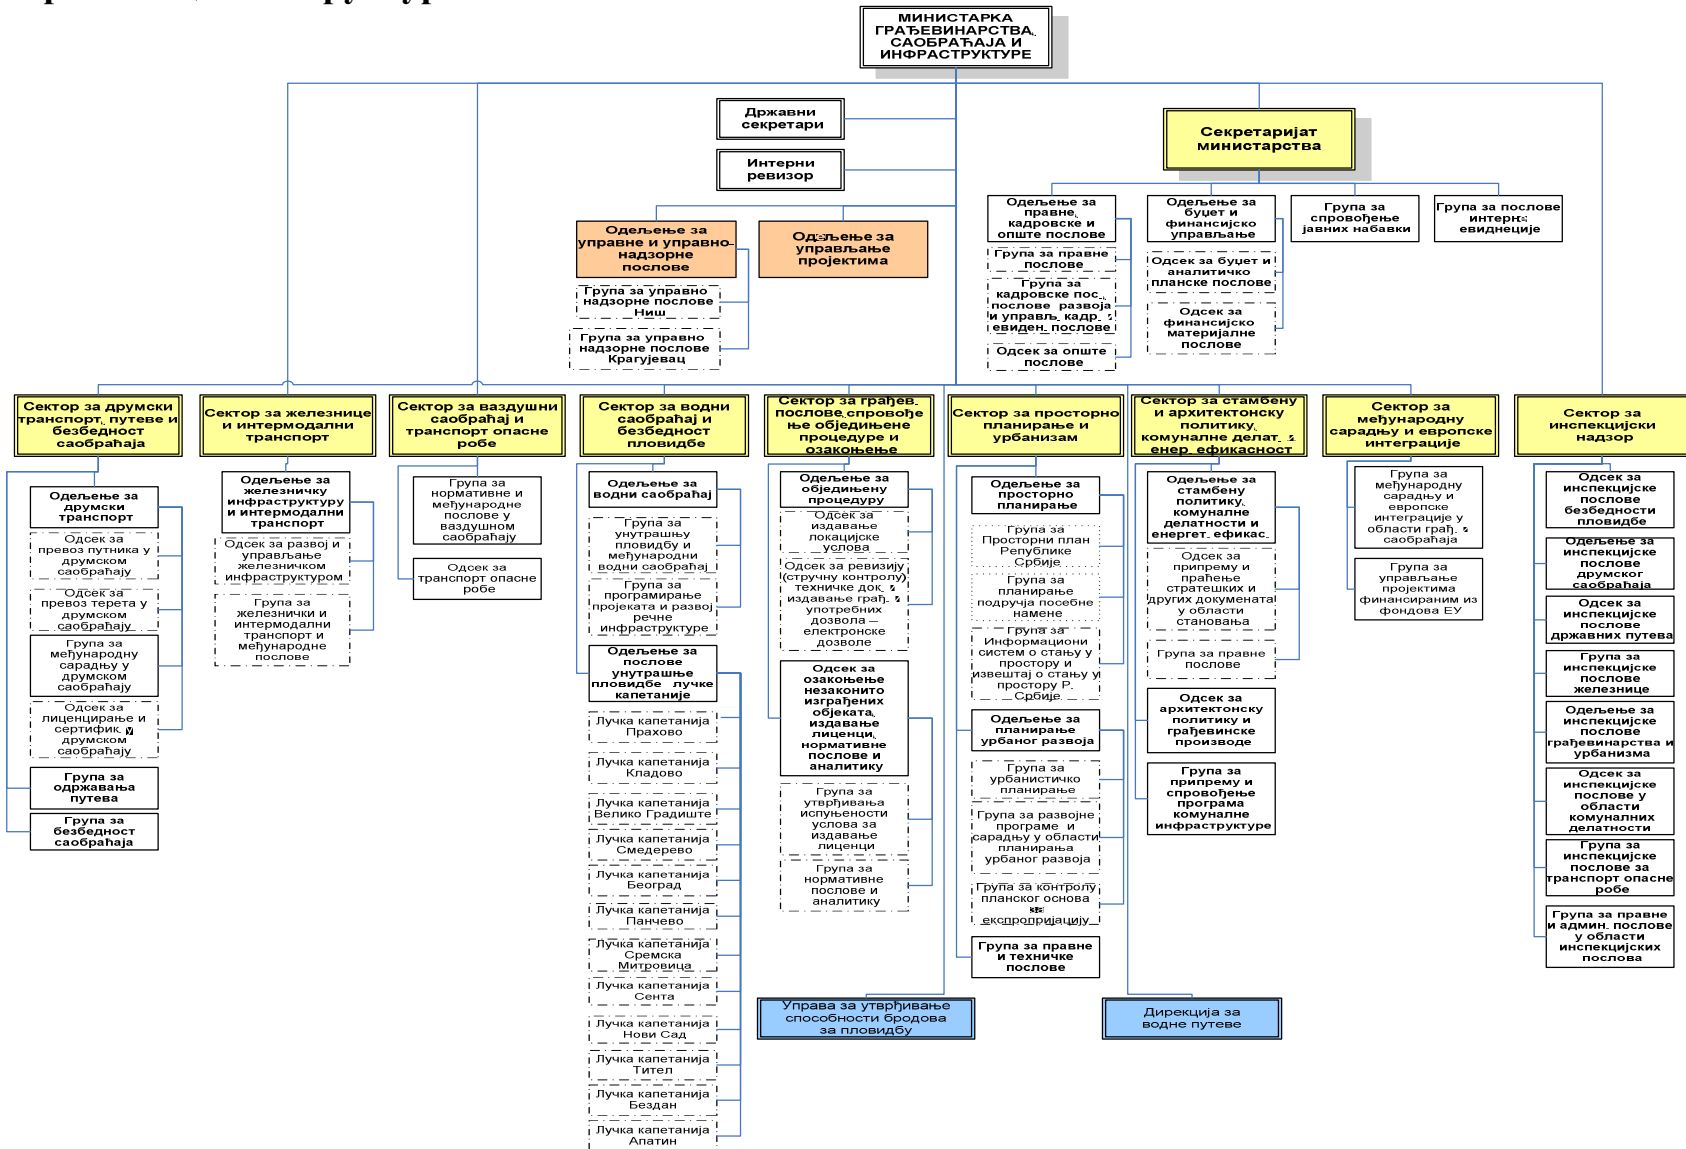 МИНИСТАРКА
ГРАЂЕВИНАРСТВА,
САОБРАЋАЈА И
ИНФРАСТРУКТУРЕ
Државни
секретари
Интерни
ревизор
Секретаријат
министарства
Одељење за
управне и управно-
надзорне
послове
Група за управно
надзорне послове
Ниш
Група за управно
надзорне послове
Крагујевац
Одељење за
управљање
пројектима
Одељење за
правне,
кадровске и
опште послове
Група за правне
послове
Група за
кадровске пос.,
послове развоја
и управљ. кадр.
евиден. послове
Одсек за опште
послове
Одељење за
буџет и
финансијско
управљање
Одсек за буџет и
аналитичко
планске послове
Одсек за
финансијско
материјалне
послове
Група за
спровођење
јавних набавки
Група за послове
интерне
евиднеције
Сектор за друмски
транспорт, путеве и
безбедност
саобраћаја
Одељење за
друмски
транспорт
Одсек за
превоз путника у
друмском
саобраћају
Одсек за
превоз терета у
друмском
саобраћају
Група за
међународну
сарадњу у
друмском
саобраћају
Одсек за
лиценцирање и
сертифик. у
друмском
саобраћају
Група за
одржавања
путева
Група за
безбедност
саобраћаја
Сектор за железнице
и интермодални
транспорт
Одељење за
железничку
инфраструктуру
и интермодални
транспорт
Одсек за развој и
управљање
железничком
инфраструктуром
Група за
железнички и
интермодални
транспорт и
међународне
послове
Сектор за ваздушни
саобраћај и
транспорт опасне
робе
Група за
нормативне и
међународне
послове у
ваздушном
саобраћају
Одсек за
транспорт опасне
робе
Сектор за водни
саобраћај и
безбедност
пловидбе
Одељење за
водни саобраћај
Група за
унутрашњу
пловидбу и
међународни
водни саобраћај
Група за
програмирање
пројеката и развој
речне
инфраструктуре
Одељење за
послове
унутрашње
пловидбе лучке
капетаније
Лучка капетанија
Прахово
Лучка капетанија
Кладово
Лучка капетанија
Велико Градиште
Лучка капетанија
Смедерево
Лучка капетанија
Београд
Лучка капетанија
Панчево
Лучка капетанија
Сремска
Митровица
Лучка капетанија
Сента
Лучка капетанија
Нови Сад
Лучка капетанија
Тител
Лучка капетанија
Бездан
Лучка капетанија
Апатин
Сектор за грађев.
послове, спровође
ње обједињене
процедуре и
озакоњење
Одељење за
обједињену
процедуру
Одсек за
издавање
локацијске
услова
Одсек за ревизију
(стручну контролу)
техничке док.
издавање грађ.
употребних
дозвола –
електронске
дозволе
Одсек за
озакоњење
незаконито
изграђених
објеката,
издавање
лиценци,
нормативне
послове и
аналитику
Група за
утврђивања
испуњености
услова за
издавање
лиценци
Група за
нормативне
послове и
аналитику
Сектор за просторно
планирање и
урбанизам
Одељење за
просторно
планирање
Група за
Просторни план
Републике
Србије
Група за
планирање
подручја посебне
намене
Група за
Информациони
систем о стању у
простору и
извештај о стању у
простору Р.
Србије
Одељење за
планирање
урбаног развоја
Група за
урбанистичко
планирање
Група за развојне
програме и
сарадњу у области
планирања
урбаног развоја
Група за контролу
планског основа
експропријацију
Група за правне
и техничке
послове
Сектор за стамбену
и архитектонску
политику,
комуналне делат.
енер. ефикасност
Одељење за
стамбену
политику,
комуналне
делатности и
енергет. ефикас.
Одсек за
припрему и
праћење
стратешких и
других докумената
у области
становања
Група за правне
послове
Одсек за
архитектонску
политику и
грађевинске
производе
Група за
припрему и
спровођење
програма
комуналне
инфраструктуре
Сектор за
међународну
сарадњу и европске
интеграције
Група за
међународну
сарадњу и
европске
интеграције у
области грађ.
саобраћаја
Група за
управљање
пројектима
финансираним из
фондова ЕУ
Сектор за
инспекцијски
надзор
Одсек за
инспекцијске
послове
безбедности
пловидбе
Одељење за
инспекцијске
послове
друмског
саобраћаја
Одсек за
инспекцијске
послове
државних путева
Група за
инспекцијске
послове
железнице
Одељење за
инспекцијске
послове
грађевинарства и
урбанизма
Одсек за
инспекцијске
послове у
области
комуналних
делатности
Група за
инспекцијске
послове за
транспорт опасне
робе
Група за правне
и админ. послове
у области
инспекцијских
послова
Управа за утврђивање
способности бродова
за пловидбу
Дирекција за
водне путеве